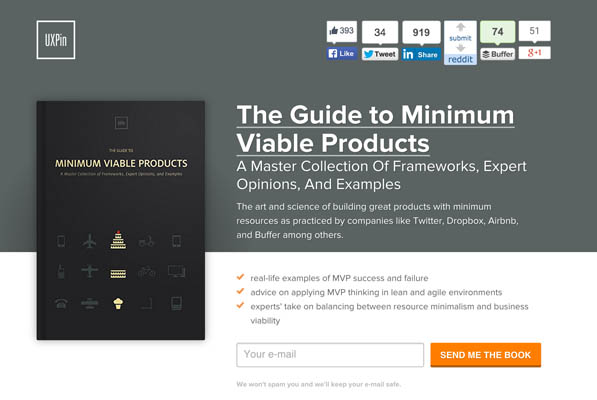 UXPin
393
34
919
submit
74
51
Like
Tweet
Share
reddit
Buffer
g+1
The Guide to Minimum
Viable Products
A Master Collection Of Frameworks, Expert
Opinions, And Examples
The art and science of building great products with minimum
resources as practiced by companies like Twitter, Dropbox, Airbnb,
and Buffer among others.
THE GUIDE TO
MINIMUM VIABLE PRODUCTS
A Master Collection of Frameworks, Expert Opinions, and Examples
real-life examples of MVP success and failure
advice on applying MVP thinking in lean and agile environments
experts' take on balancing between resource minimalism and business
viability
Your e-mail
SEND ME THE BOOK
We won't spam you and we'll keep your e-mail safe.